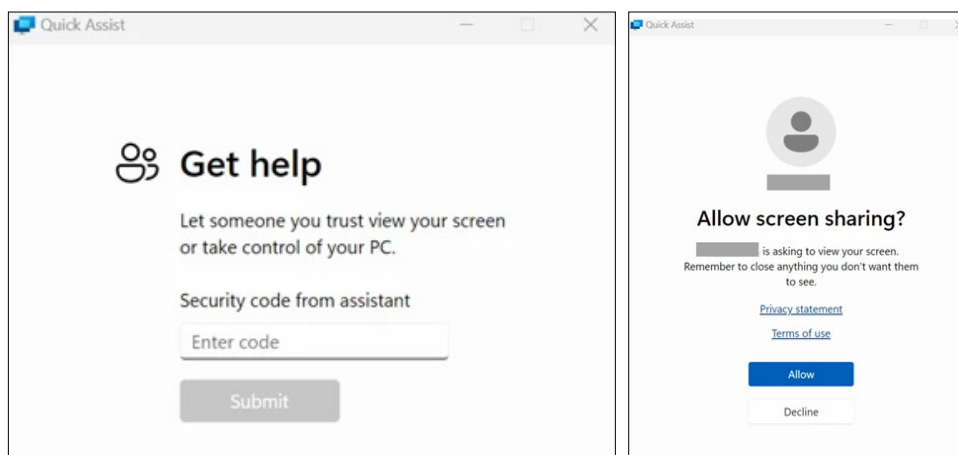 Quick Assist
Get help
Let someone you trust view your screen
or take control of your PC.
Security code from assistant
Enter code
Submit
Quick Assist
Allow screen sharing?
is asking to view your screen.
Remember to close anything you don't want them
to see.
Privacy statement
Terms of use
Allow
Decline